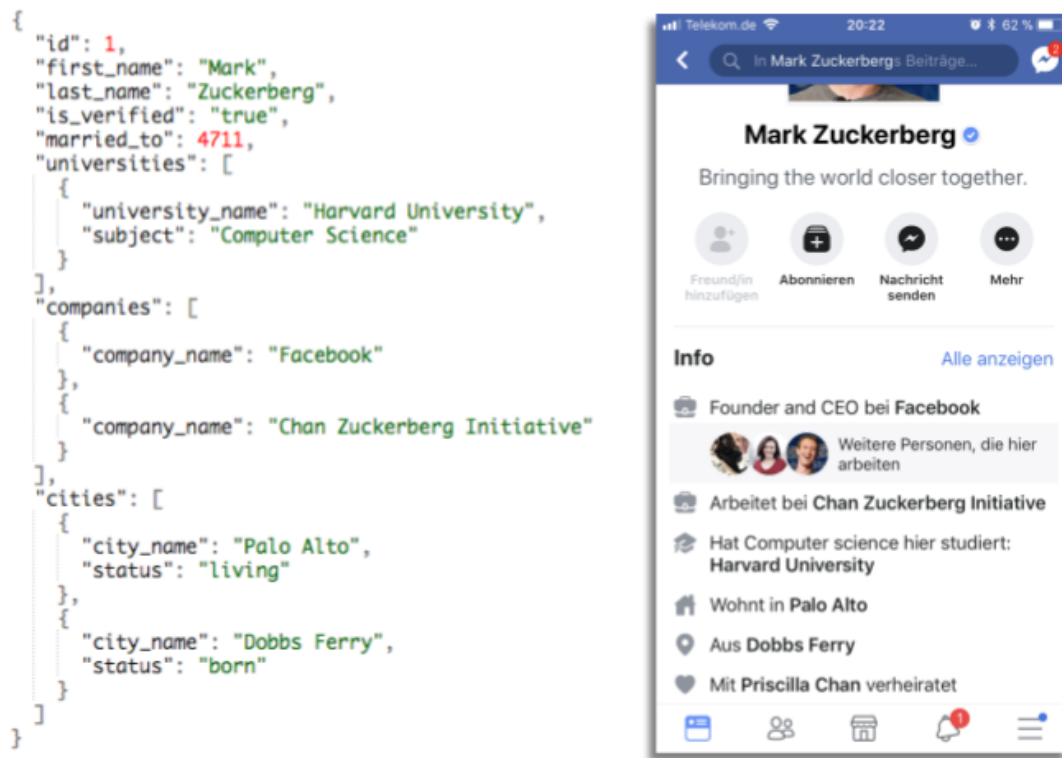 {
"id": 1,
"first_name": "Mark",
"last_name": "Zuckerberg",
"is_verified": "true",
"married_to": 4711,
"universities": [
{
"university_name": "Harvard University",
"subject": "Computer Science"
}
],
"companies": [
{
"company_name": "Facebook"
},
{
"company_name": "Chan Zuckerberg Initiative"
}
],
"cities": [
{
"city_name": "Palo Alto",
"status": "living"
},
{
"city_name": "Dobbs Ferry",
"status": "born"
}
]
}
Telekom.de 20:22 62 %
In Mark Zuckerbergs Beiträge... 2
Mark Zuckerberg
Bringing the world closer together.
Freund/in hinzufügen
Abonnieren
Nachricht senden
Mehr
Info Alle anzeigen
Founder and CEO bei Facebook
Weitere Personen, die hier
arbeiten
Arbeitet bei Chan Zuckerberg Initiative
Hat Computer science hier studiert:
Harvard University
Wohnt in Palo Alto
Aus Dobbs Ferry
Mit Priscilla Chan verheiratet
1